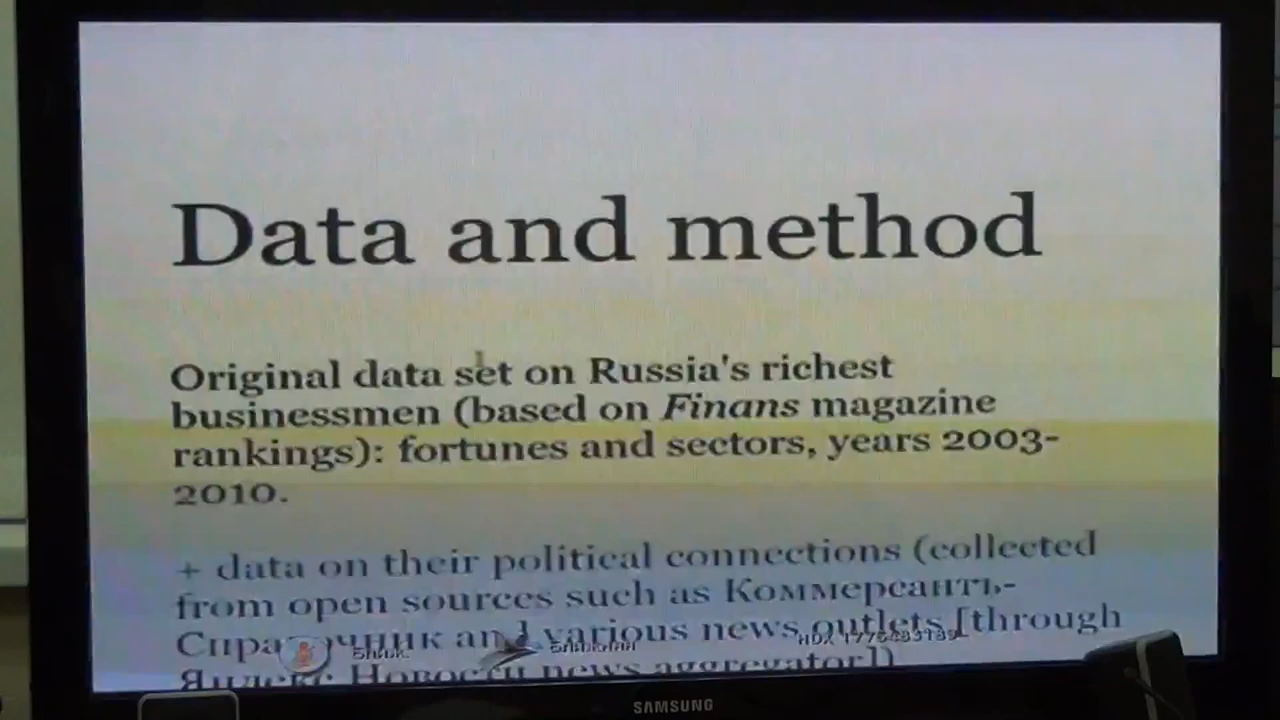 Data and method
Original data set on Russia's richest
businessmen (based on Finans magazine
rankings): fortunes and sectors, years 2003-
2010.
+ data on their political connections (collected
from open sources such as Коммерсантъ-
Справочник and various news outlets [through
Яндекс Новости news aggregator])
SAMSUNG